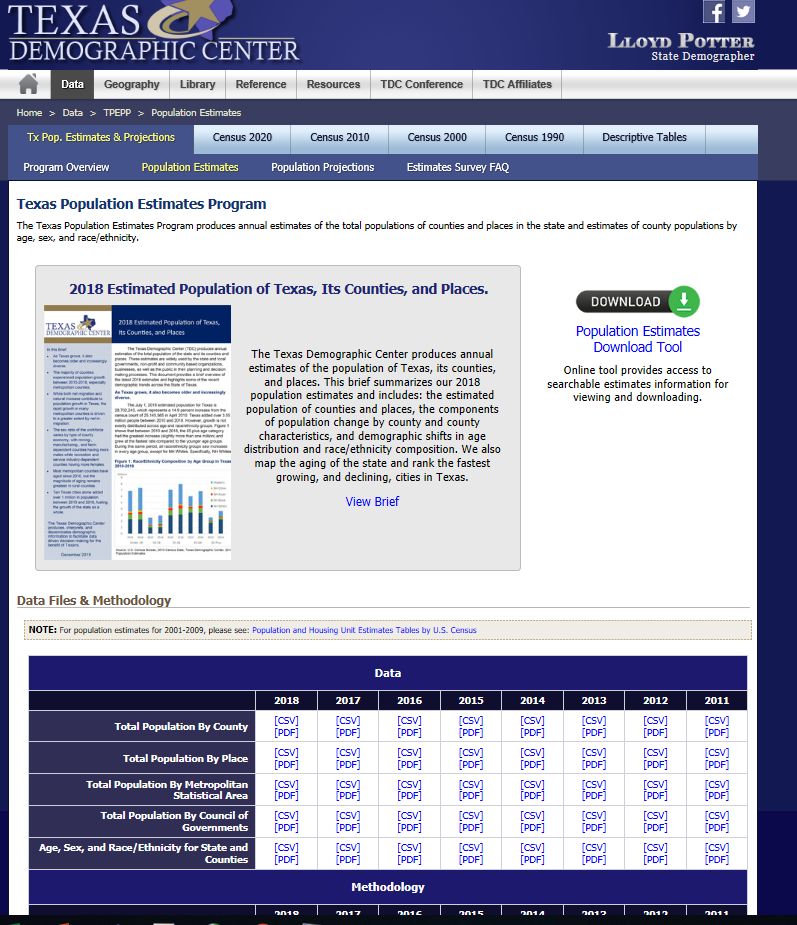 TEXAS
DEMOGRAPHIC CENTER
LLOYD POTTER
State Demographer
Data Geography Library Reference Resources TDC Conference TDC Affiliates
Home > Data > TPEPP > Population Estimates
Tx Pop. Estimates & Projections Census 2020 Census 2010 Census 2000 Census 1990 Descriptive Tables
Program Overview Population Estimates Population Projections Estimates Survey FAQ
Texas Population Estimates Program
The Texas Population Estimates Program produces annual estimates of the total populations of counties and places in the state and estimates of county populations by
age, sex, and race/ethnicity.
2018 Estimated Population of Texas, Its Counties, and Places.
TEXAS
DEMOGRAPHIC CENTER
2018 Estimated Population of Texas,
Its Counties, and Places
The Texas Demographic Center produces annual
estimates of the population of Texas, its counties,
and places. This brief summarizes our 2018
population estimates and includes: the estimated
population of counties and places, the components
of population change by county and county
characteristics, and demographic shifts in age
distribution and race/ethnicity composition. We also
map the aging of the state and rank the fastest
growing, and declining, cities in Texas.
View Brief
DOWNLOAD
Population Estimates
Download Tool
Online tool provides access to
searchable estimates information for
viewing and downloading.
Data Files & Methodology
NOTE: For population estimates for 2001-2009, please see: Population and Housing Unit Estimates Tables by U.S. Census
Data
2018 2017 2016 2015 2014 2013 2012 2011
Total Population By County [CSV] [CSV] [CSV] [CSV] [CSV] [CSV] [CSV] [CSV]
[PDF] [PDF] [PDF] [PDF] [PDF] [PDF] [PDF] [PDF]
Total Population By Place [CSV] [CSV] [CSV] [CSV] [CSV] [CSV] [CSV] [CSV]
[PDF] [PDF] [PDF] [PDF] [PDF] [PDF] [PDF] [PDF]
Total Population By Metropolitan [CSV] [CSV] [CSV] [CSV] [CSV] [CSV] [CSV] [CSV]
Statistical Area [PDF] [PDF] [PDF] [PDF] [PDF] [PDF] [PDF] [PDF]
Total Population By Council of [CSV] [CSV] [CSV] [CSV] [CSV] [CSV] [CSV] [CSV]
Governments [PDF] [PDF] [PDF] [PDF] [PDF] [PDF] [PDF] [PDF]
Age, Sex, and Race/Ethnicity for State and [CSV] [CSV] [CSV] [CSV] [CSV] [CSV] [CSV] [CSV]
Counties [PDF] [PDF] [PDF] [PDF] [PDF] [PDF] [PDF] [PDF]
Methodology
2018 2017 2016 2015 2014 2013 2012 2011